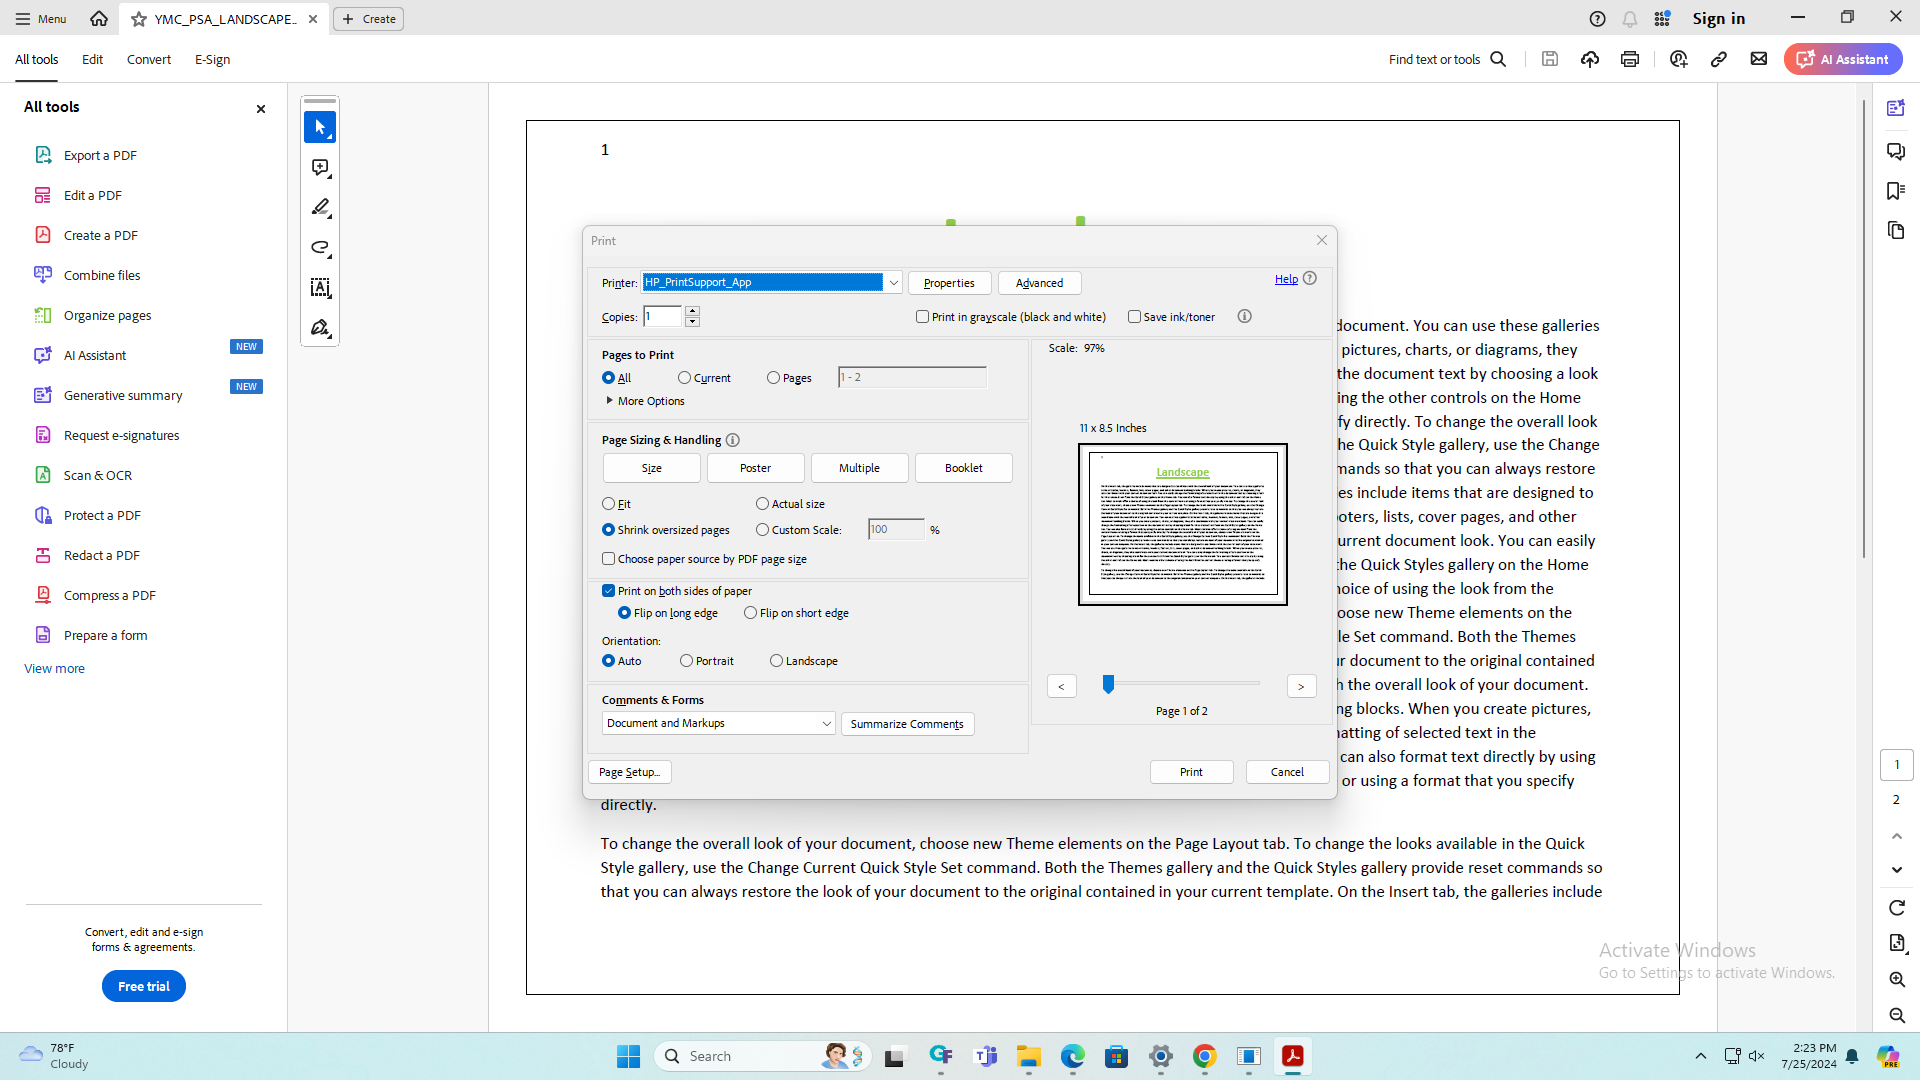 Menu
YMC_PSA_LANDSCAPE...
Create
Sign in
All tools
Edit
Convert
E-Sign
Find text or tools
AI Assistant
All tools
Export a PDF
Edit a PDF
Create a PDF
Combine files
Organize pages
AI Assistant
NEW
Generative summary
NEW
Request e-signatures
Scan & OCR
Protect a PDF
Redact a PDF
Compress a PDF
Prepare a form
View more
Convert, edit and e-sign
forms & agreements.
Free trial
1
Print
Printer:
HP_PrintSupport_App
Properties
Advanced
Help
Copies:
1
Print in grayscale (black and white)
Save ink/toner
Pages to Print
All
Current
Pages
1 - 2
More Options
Page Sizing & Handling
Size
Poster
Multiple
Booklet
Fit
Actual size
Shrink oversized pages
Custom Scale:
100
%
Choose paper source by PDF page size
Print on both sides of paper
Flip on long edge
Flip on short edge
Orientation:
Auto
Portrait
Landscape
Comments & Forms
Document and Markups
Summarize Comments
Page Setup...
Scale: 97%
11 x 8.5 Inches
Landscape
<
>
Page 1 of 2
Print
Cancel
document. You can use these galleries
pictures, charts, or diagrams, they
the document text by choosing a look
ing the other controls on the Home
fy directly. To change the overall look
he Quick Style gallery, use the Change
mands so that you can always restore
es include items that are designed to
oters, lists, cover pages, and other
urrent document look. You can easily
the Quick Styles gallery on the Home
hoice of using the look from the
oose new Theme elements on the
le Set command. Both the Themes
ur document to the original contained
h the overall look of your document.
ng blocks. When you create pictures,
matting of selected text in the
can also format text directly by using
or using a format that you specify
directly.
To change the overall look of your document, choose new Theme elements on the Page Layout tab. To change the looks available in the Quick
Style gallery, use the Change Current Quick Style Set command. Both the Themes gallery and the Quick Styles gallery provide reset commands so
that you can always restore the look of your document to the original contained in your current template. On the Insert tab, the galleries include
1
2
Activate Windows
Go to Settings to activate Windows.
78°F
Cloudy
Search
2:23 PM
7/25/2024
PRE